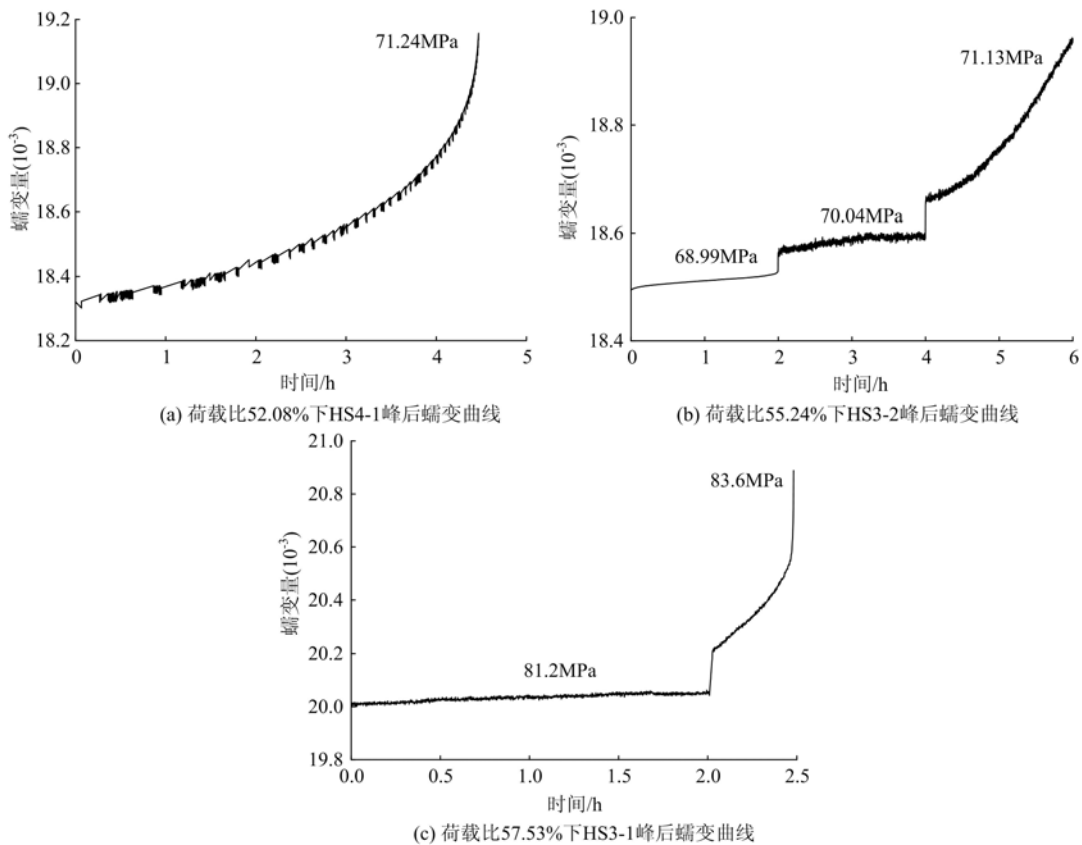 19.2
19.0
18.8
18.6
18.4
18.2
蠕变量(10⁻³)
71.24MPa
0 1 2 3 4 5
时间/h
(a) 荷载比52.08%下HS4-1峰后蠕变曲线
19.0
18.8
18.6
18.4
蠕变量(10⁻³)
68.99MPa
70.04MPa
71.13MPa
0 1 2 3 4 5 6
时间/h
(b) 荷载比55.24%下HS3-2峰后蠕变曲线
21.0
20.6
20.4
20.2
20.0
19.8
蠕变量(10⁻³)
81.2MPa
83.6MPa
0.0 0.5 1.0 1.5 2.0 2.5
时间/h
(c) 荷载比57.53%下HS3-1峰后蠕变曲线